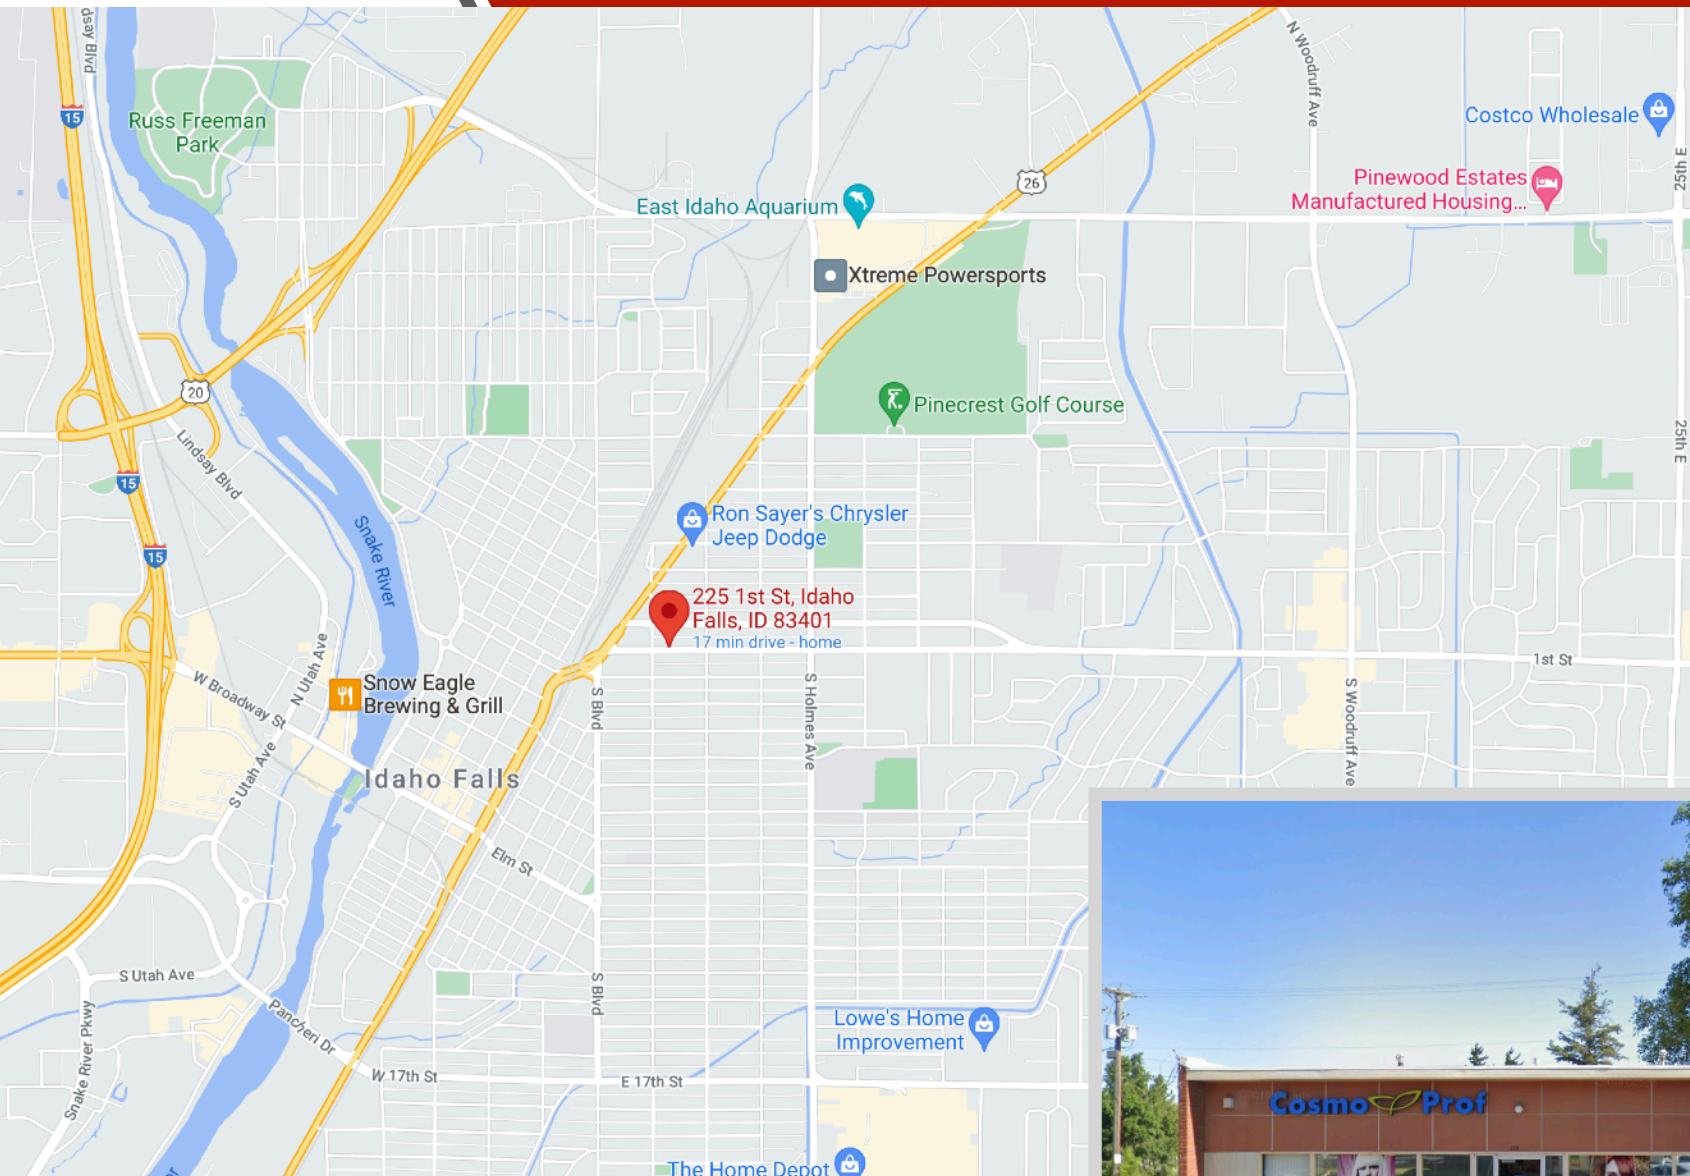 dsay Blvd
15
Russ Freeman
Park
N Woodruff Ave
Costco Wholesale
25th E
26
Pinewood Estates
Manufactured Housing...
East Idaho Aquarium
Xtreme Powersports
20
Pinecrest Golf Course
Lindsay Blvd
25th E
15
Snake River
Ron Sayer's Chrysler
Jeep Dodge
15
225 1st St, Idaho
Falls, ID 83401
17 min drive - home
1st St
N Utah Ave
W Broadway St
Snow Eagle
Brewing & Grill
S Blvd
S Holmes Ave
S Woodruff Ave
S Utah Ave
Idaho Falls
Elm St
S Utah Ave
S Blvd
Snake River Pkwy
Pancheri Dr
Lowe's Home
Improvement
W 17th St
E 17th St
Cosmo Prof
The Home Depot
er